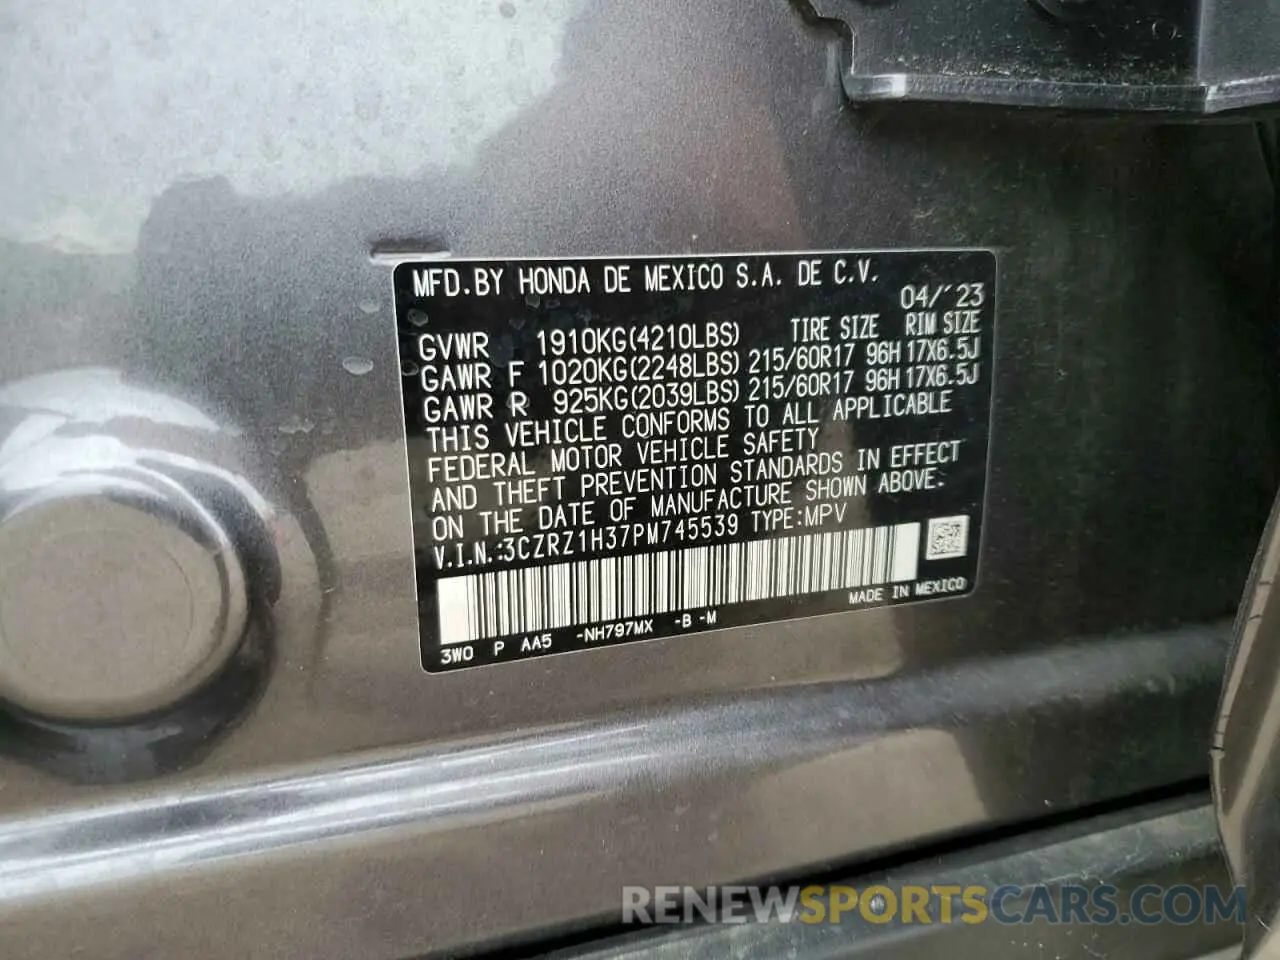 MFD.BY HONDA DE MEXICO S.A. DE C.V.
04/´23
GVWR 1910KG(4210LBS) TIRE SIZE RIM SIZE
GAWR F 1020KG(2248LBS) 215/60R17 96H 17X6.5J
GAWR R 925KG(2039LBS) 215/60R17 96H 17X6.5J
THIS VEHICLE CONFORMS TO ALL APPLICABLE
FEDERAL MOTOR VEHICLE SAFETY
AND THEFT PREVENTION STANDARDS IN EFFECT
ON THE DATE OF MANUFACTURE SHOWN ABOVE.
V.I.N.:3CZRZ1H37PM745539 TYPE:MPV
MADE IN MEXICO
3W0 P AA5 -NH797MX -B -M
RENEWSPORTSCARS.COM